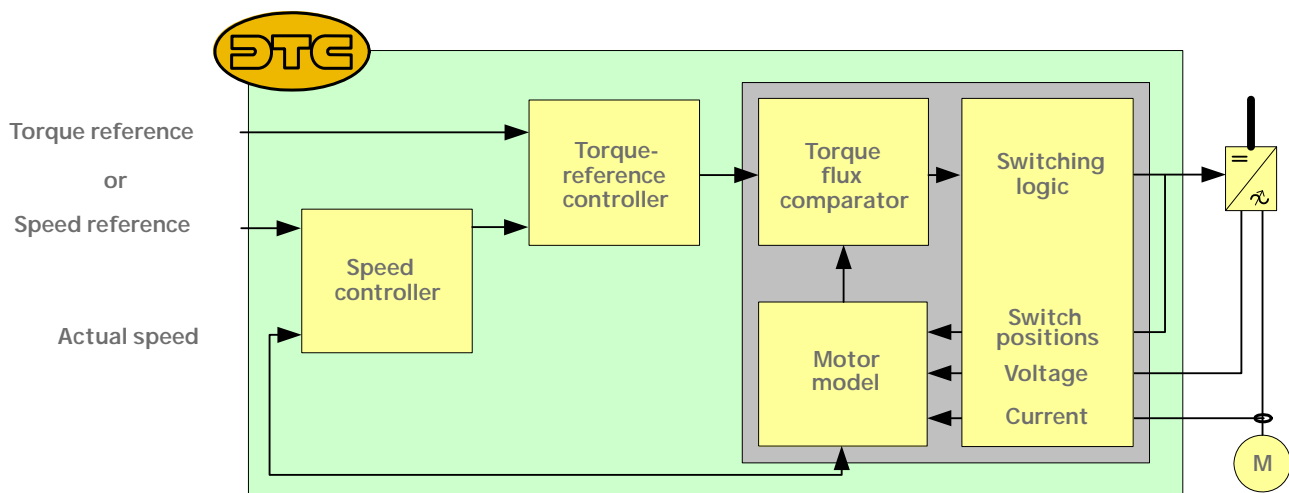 DTC
Torque reference
or
Speed reference
Actual speed
Speed
controller
Torque-
reference
controller
Torque
flux
comparator
Switching
logic
Motor
model
Switch
positions
Voltage
Current
M